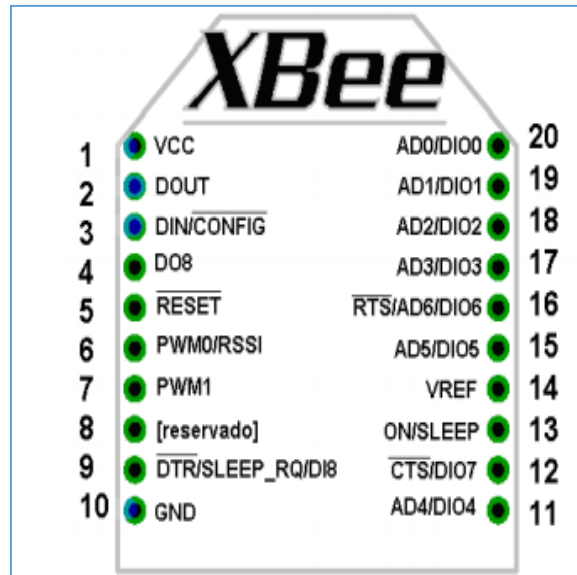 XBee
1 VCC AD0/DIO0 20
2 DOUT AD1/DIO1 19
3 DIN/CONFIG AD2/DIO2 18
4 DO8 AD3/DIO3 17
5 RESET RTS/AD6/DIO6 16
6 PWM0/RSSI AD5/DIO5 15
7 PWM1 VREF 14
8 [reservado] ON/SLEEP 13
9 DTR/SLEEP_RQ/DI8 CTS/DIO7 12
10 GND AD4/DIO4 11